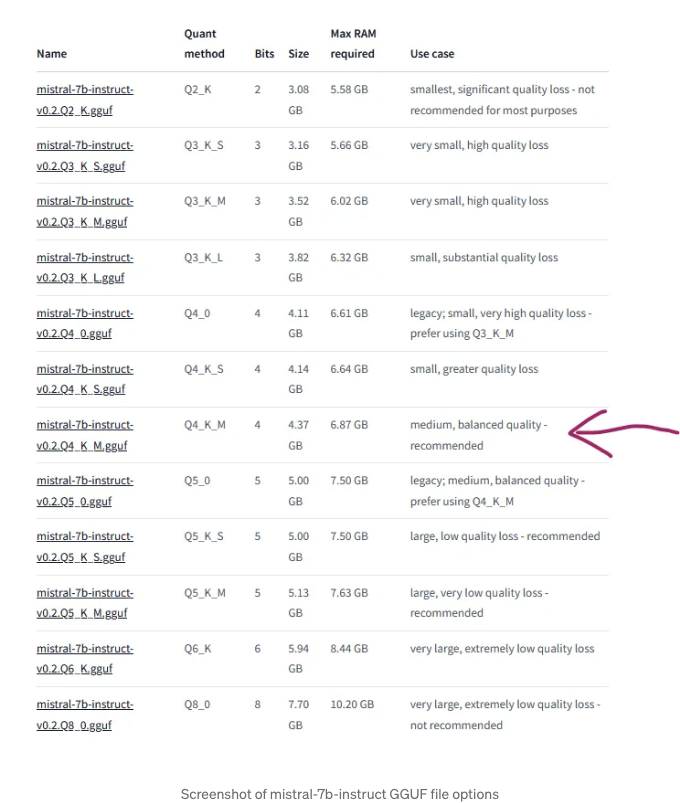 Name Quant method Bits Size Max RAM required Use case
mistral-7b-instruct-v0.2.Q2_K.gguf Q2_K 2 3.08 GB 5.58 GB smallest, significant quality loss - not recommended for most purposes
mistral-7b-instruct-v0.2.Q3_K_S.gguf Q3_K_S 3 3.16 GB 5.66 GB very small, high quality loss
mistral-7b-instruct-v0.2.Q3_K_M.gguf Q3_K_M 3 3.52 GB 6.02 GB very small, high quality loss
mistral-7b-instruct-v0.2.Q3_K_L.gguf Q3_K_L 3 3.82 GB 6.32 GB small, substantial quality loss
mistral-7b-instruct-v0.2.Q4_0.gguf Q4_0 4 4.11 GB 6.61 GB legacy; small, very high quality loss - prefer using Q3_K_M
mistral-7b-instruct-v0.2.Q4_K_S.gguf Q4_K_S 4 4.14 GB 6.64 GB small, greater quality loss
mistral-7b-instruct-v0.2.Q4_K_M.gguf Q4_K_M 4 4.37 GB 6.87 GB medium, balanced quality - recommended
mistral-7b-instruct-v0.2.Q5_0.gguf Q5_0 5 5.00 GB 7.50 GB legacy; medium, balanced quality - prefer using Q4_K_M
mistral-7b-instruct-v0.2.Q5_K_S.gguf Q5_K_S 5 5.00 GB 7.50 GB large, low quality loss - recommended
mistral-7b-instruct-v0.2.Q5_K_M.gguf Q5_K_M 5 5.13 GB 7.63 GB large, very low quality loss - recommended
mistral-7b-instruct-v0.2.Q6_K.gguf Q6_K 6 5.94 GB 8.44 GB very large, extremely low quality loss
mistral-7b-instruct-v0.2.Q8_0.gguf Q8_0 8 7.70 GB 10.20 GB very large, extremely low quality loss - not recommended
Screenshot of mistral-7b-instruct GGUF file options